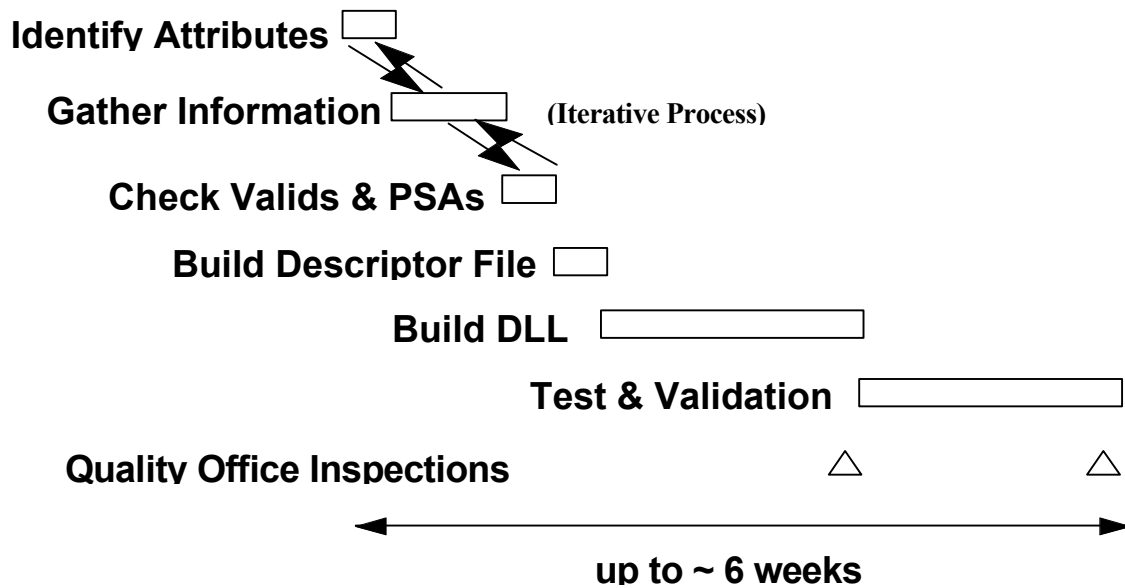 Identify Attributes
Gather Information (Iterative Process)
Check Valids & PSAs
Build Descriptor File
Build DLL
Test & Validation
Quality Office Inspections
up to ~ 6 weeks